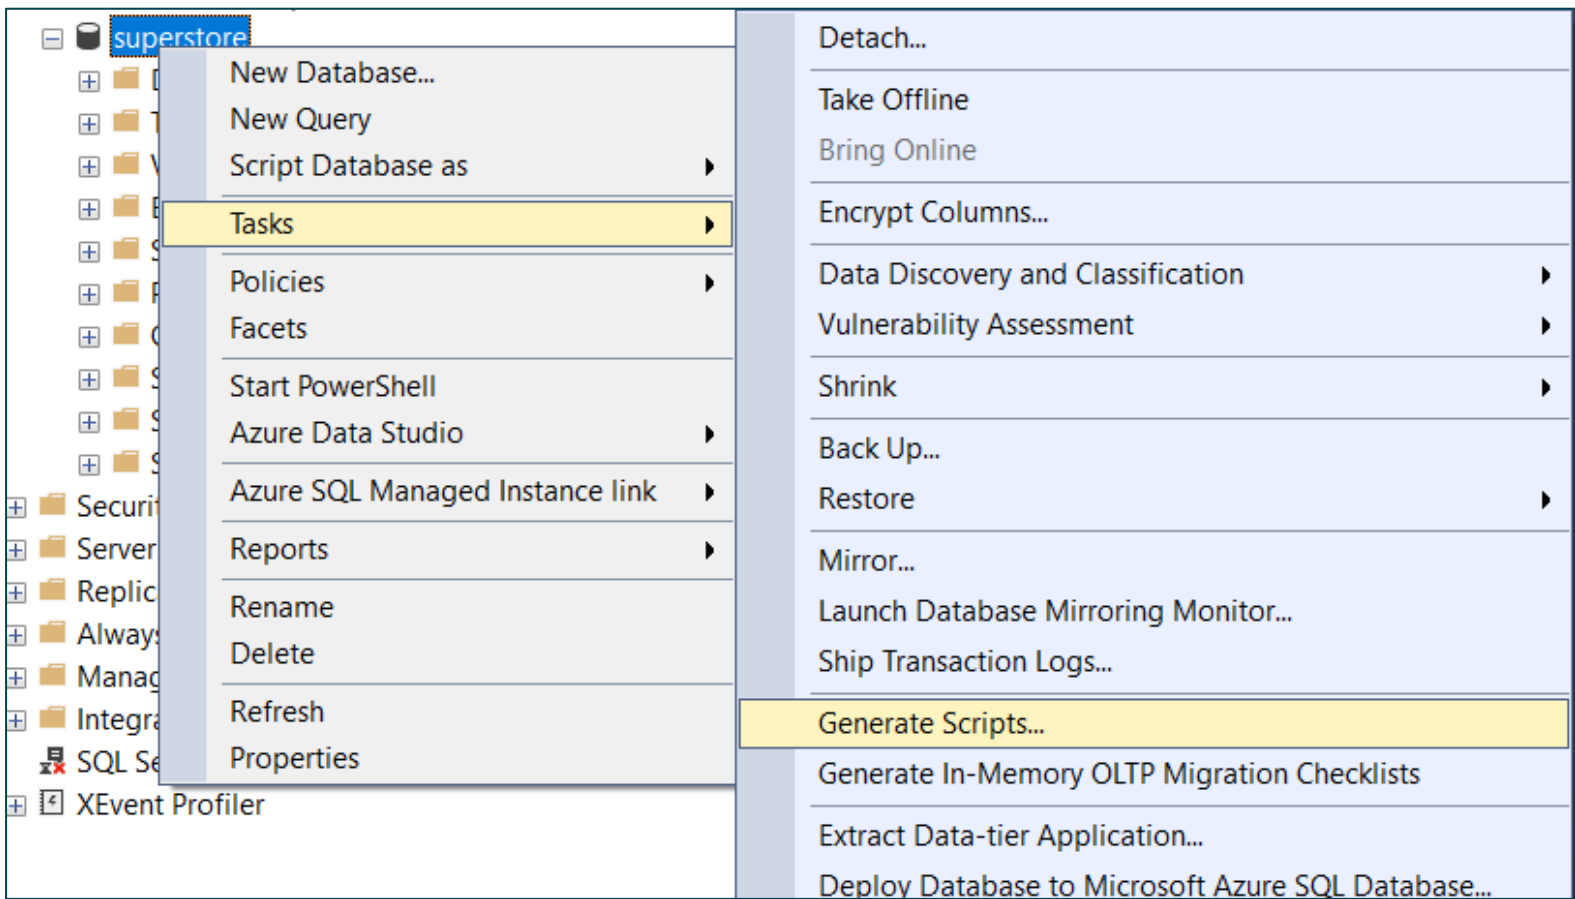 superstore
New Database...
New Query
Script Database as
Tasks
Policies
Facets
Start PowerShell
Azure Data Studio
Azure SQL Managed Instance link
Reports
Rename
Delete
Refresh
Properties
Securit
Server
Replic
Always
Manag
Integra
SQL Se
XEvent Profiler
Detach...
Take Offline
Bring Online
Encrypt Columns...
Data Discovery and Classification
Vulnerability Assessment
Shrink
Back Up...
Restore
Mirror...
Launch Database Mirroring Monitor...
Ship Transaction Logs...
Generate Scripts...
Generate In-Memory OLTP Migration Checklists
Extract Data-tier Application...
Deploy Database to Microsoft Azure SQL Database...